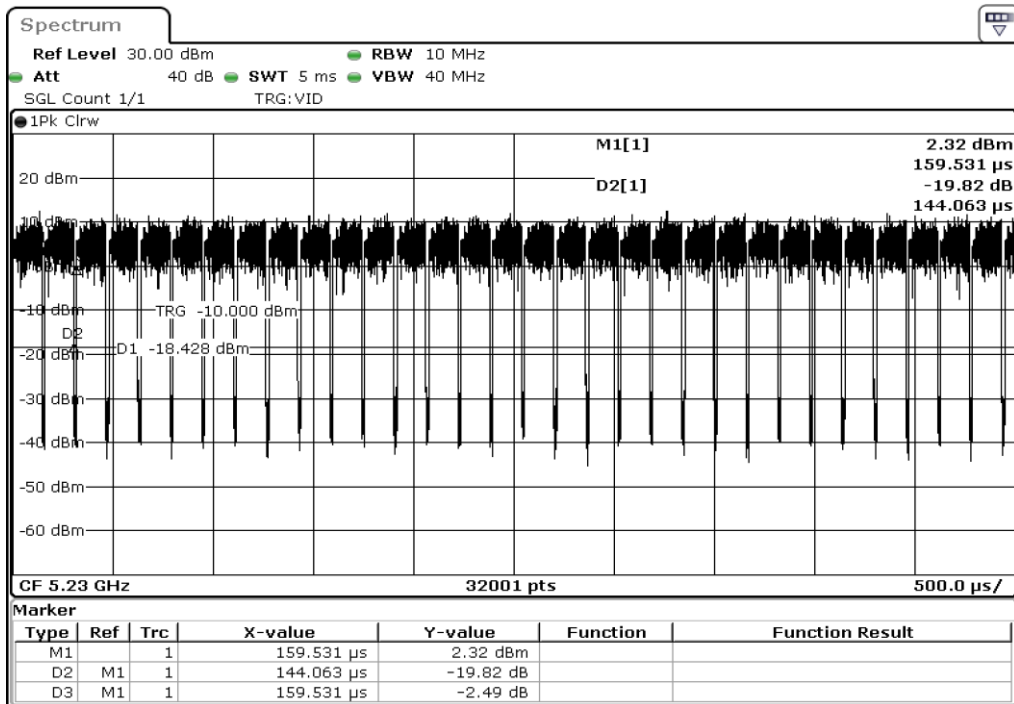 Spectrum
Ref Level 30.00 dBm RBW 10 MHz
Att 40 dB SWT 5 ms VBW 40 MHz
SGL Count 1/1 TRG:VID
1Pk Clrw
M1[1] 2.32 dBm
159.531 µs
20 dBm D2[1] -19.82 dB
144.063 µs
10 dBm
-10 dBm TRG -10.000 dBm
D2
-20 dBm D1 -18.428 dBm
-30 dBm
-40 dBm
-50 dBm
-60 dBm
CF 5.23 GHz 32001 pts 500.0 µs/
Marker
Type Ref Trc X-value Y-value Function Function Result
M1 1 159.531 µs 2.32 dBm
D2 M1 1 144.063 µs -19.82 dB
D3 M1 1 159.531 µs -2.49 dB